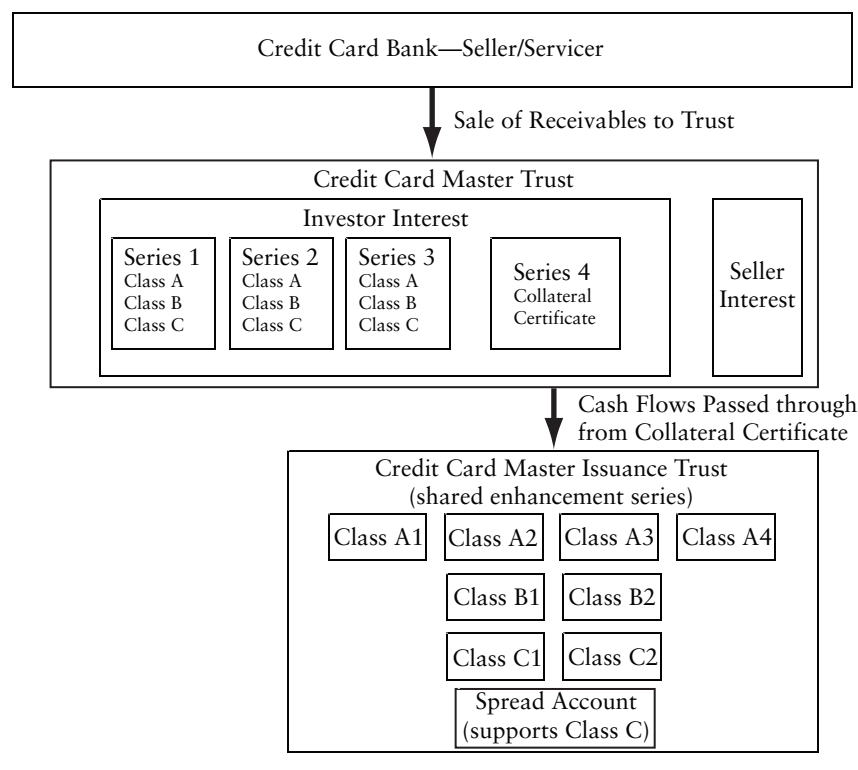 Credit Card Bank—Seller/Servicer
Sale of Receivables to Trust
Credit Card Master Trust
Investor Interest
Series 1
Class A
Class B
Class C
Series 2
Class A
Class B
Class C
Series 3
Class A
Class B
Class C
Series 4
Collateral
Certificate
Seller
Interest
Cash Flows Passed through
from Collateral Certificate
Credit Card Master Issuance Trust
(shared enhancement series)
Class A1
Class A2
Class A3
Class A4
Class B1
Class B2
Class C1
Class C2
Spread Account
(supports Class C)